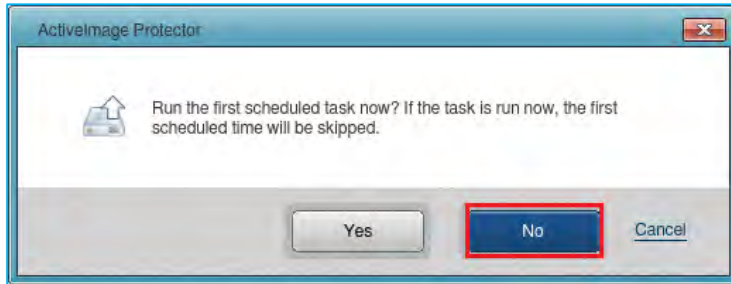 ActiveImage Protector
Run the first scheduled task now? If the task is run now, the first
scheduled time will be skipped.
Yes
No
Cancel